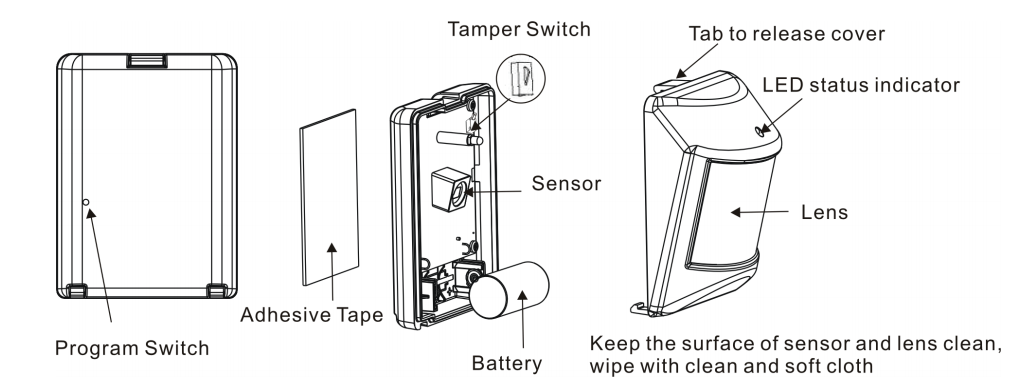 Tamper Switch
Tab to release cover
LED status indicator
Sensor
Lens
Adhesive Tape
Program Switch
Battery
Keep the surface of sensor and lens clean,
wipe with clean and soft cloth